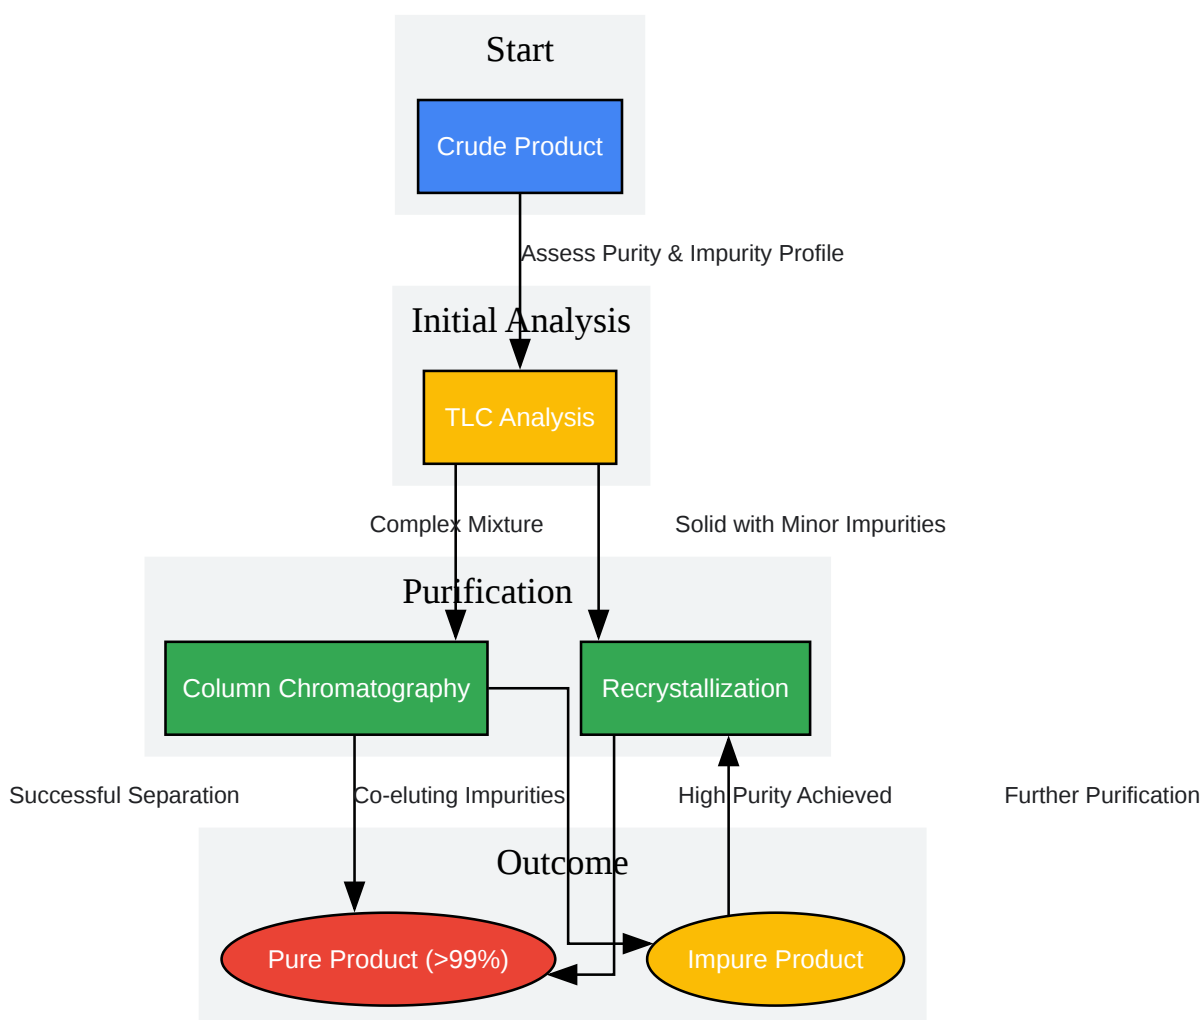 Start
Crude Product
Assess Purity & Impurity Profile
Initial Analysis
TLC Analysis
Complex Mixture
Solid with Minor Impurities
Purification
Column Chromatography
Recrystallization
Successful Separation
Co-eluting Impurities
High Purity Achieved
Further Purification
Outcome
Pure Product (>99%)
Impure Product